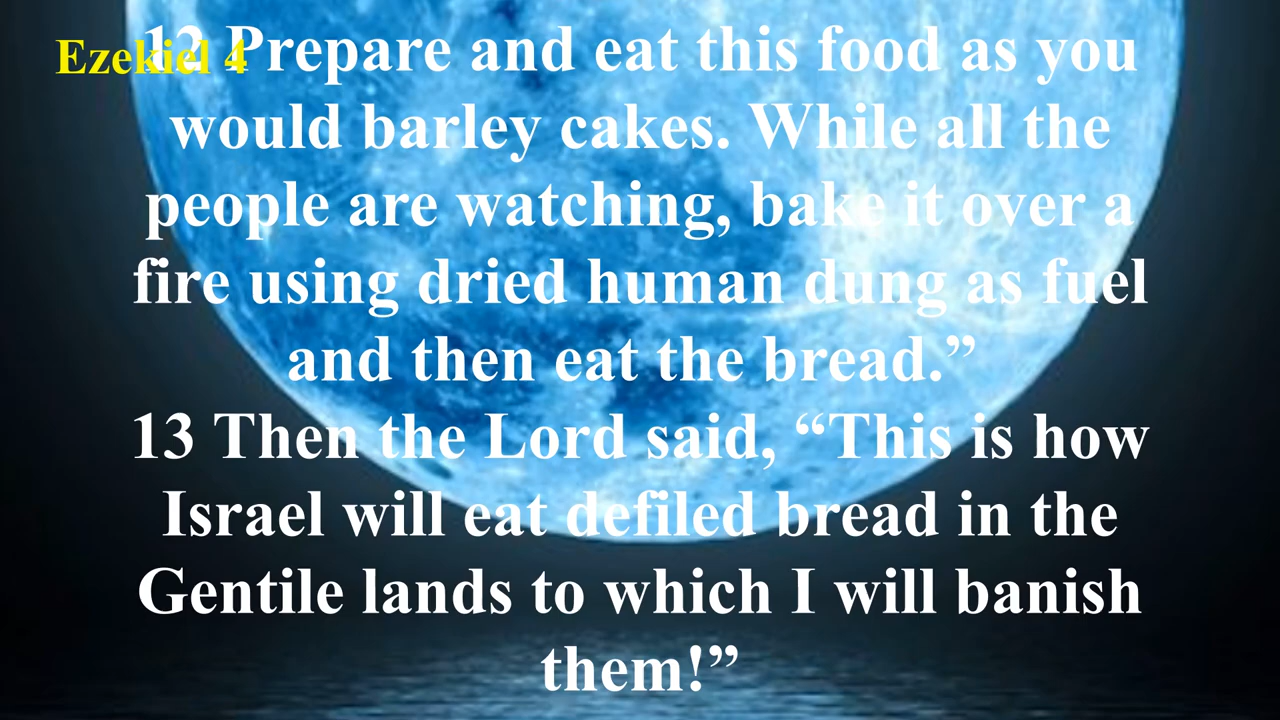 Ezekiel 4
12 Prepare and eat this food as you
would barley cakes. While all the
people are watching, bake it over a
fire using dried human dung as fuel
and then eat the bread.”
13 Then the Lord said, “This is how
Israel will eat defiled bread in the
Gentile lands to which I will banish
them!”